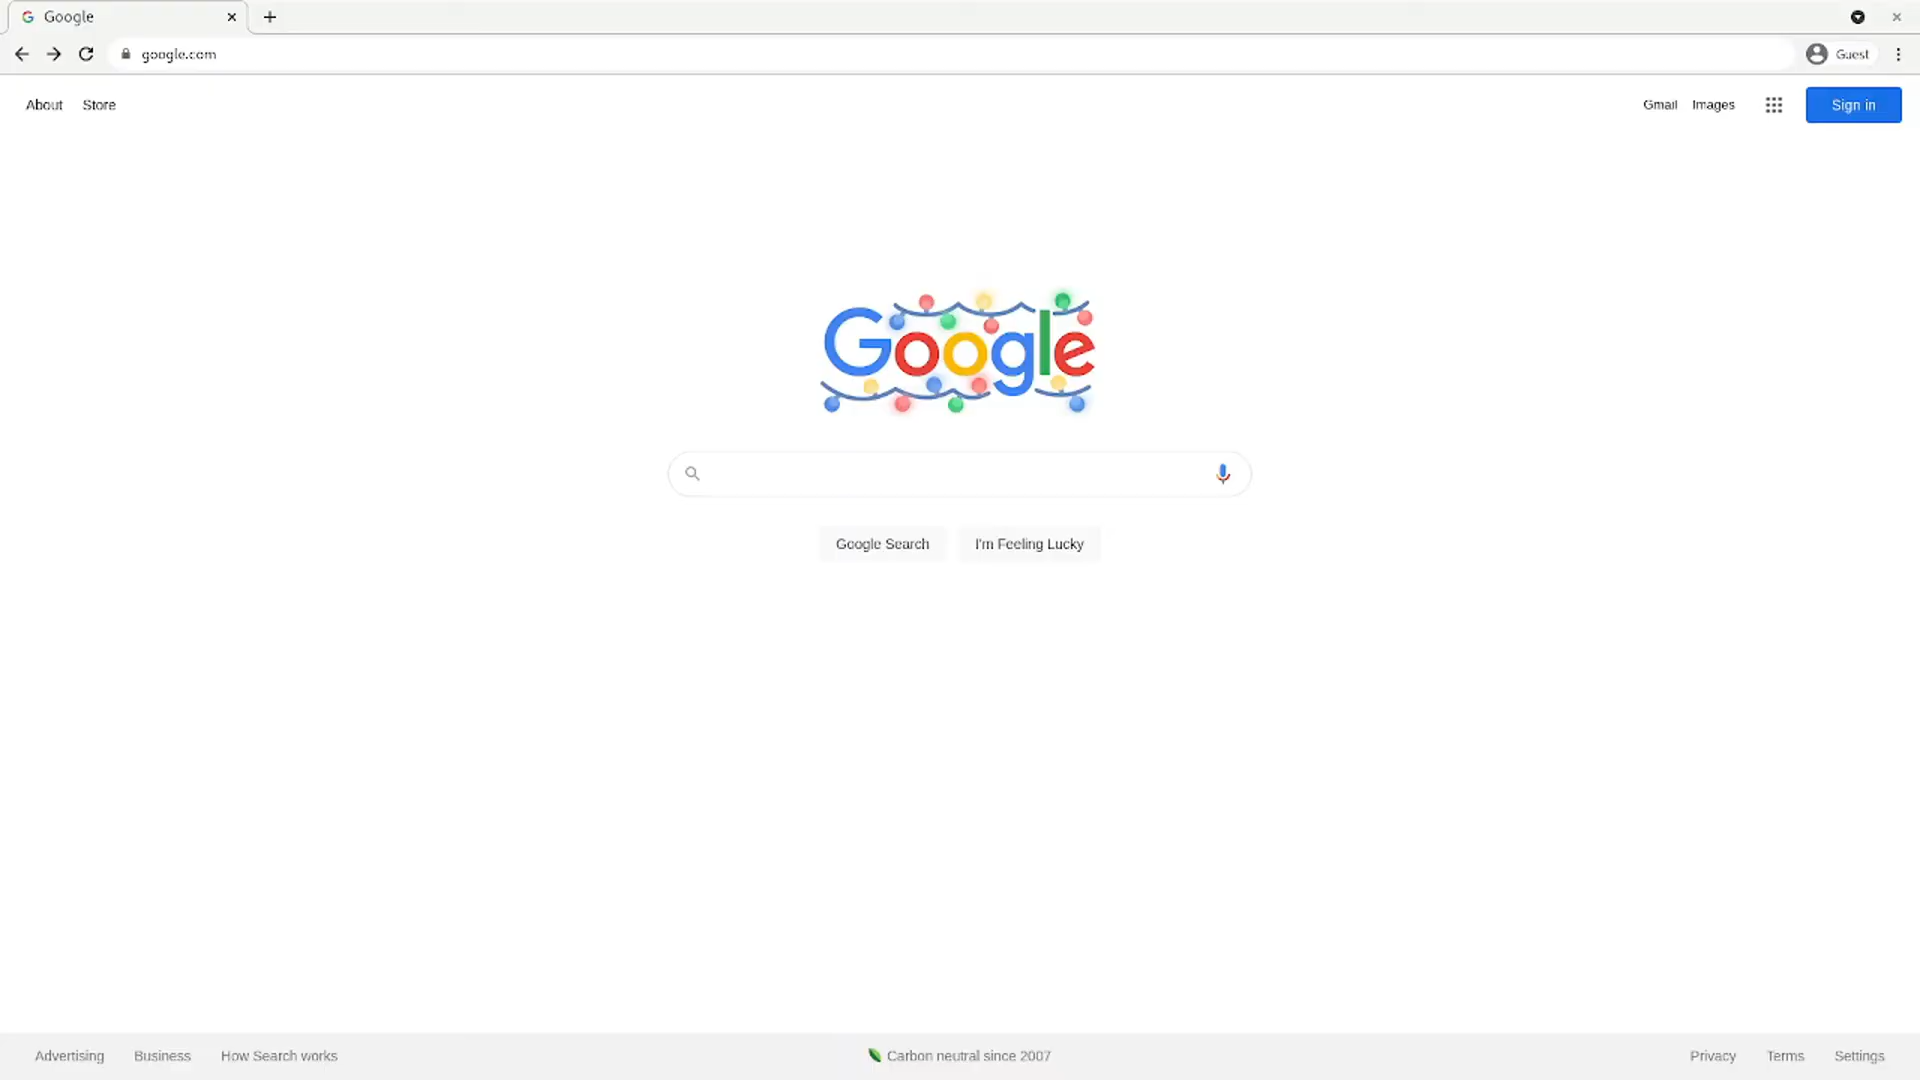 Google
google.com
Guest
About Store
Gmail Images Sign in
Google
Google Search I'm Feeling Lucky
Carbon neutral since 2007
Advertising Business How Search works
Privacy Terms Settings